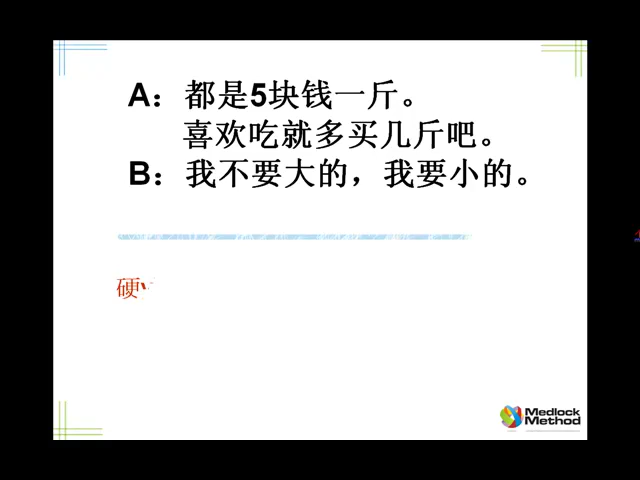 A：都是5块钱一斤。
喜欢吃就多买几斤吧。
B：我不要大的，我要小的。
硬
Medlock
Method